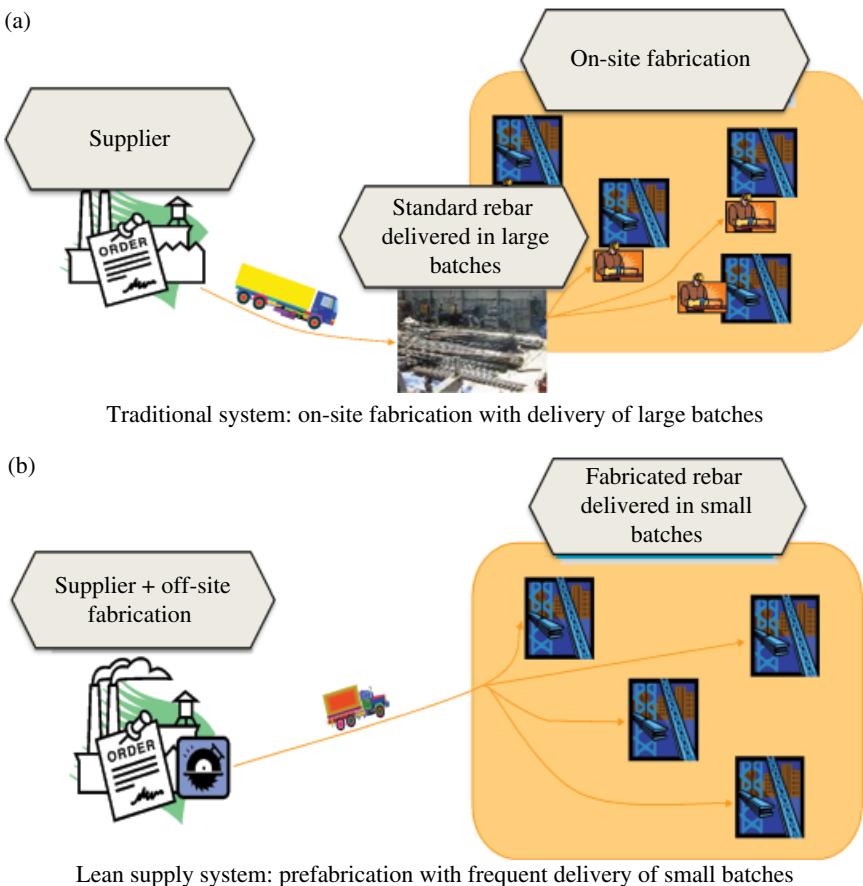 (a)
On-site fabrication
Supplier
Standard rebar
delivered in large
batches
ORDER
Traditional system: on-site fabrication with delivery of large batches
(b)
Fabricated rebar
delivered in small
batches
Supplier + off-site
fabrication
ORDER
Lean supply system: prefabrication with frequent delivery of small batches